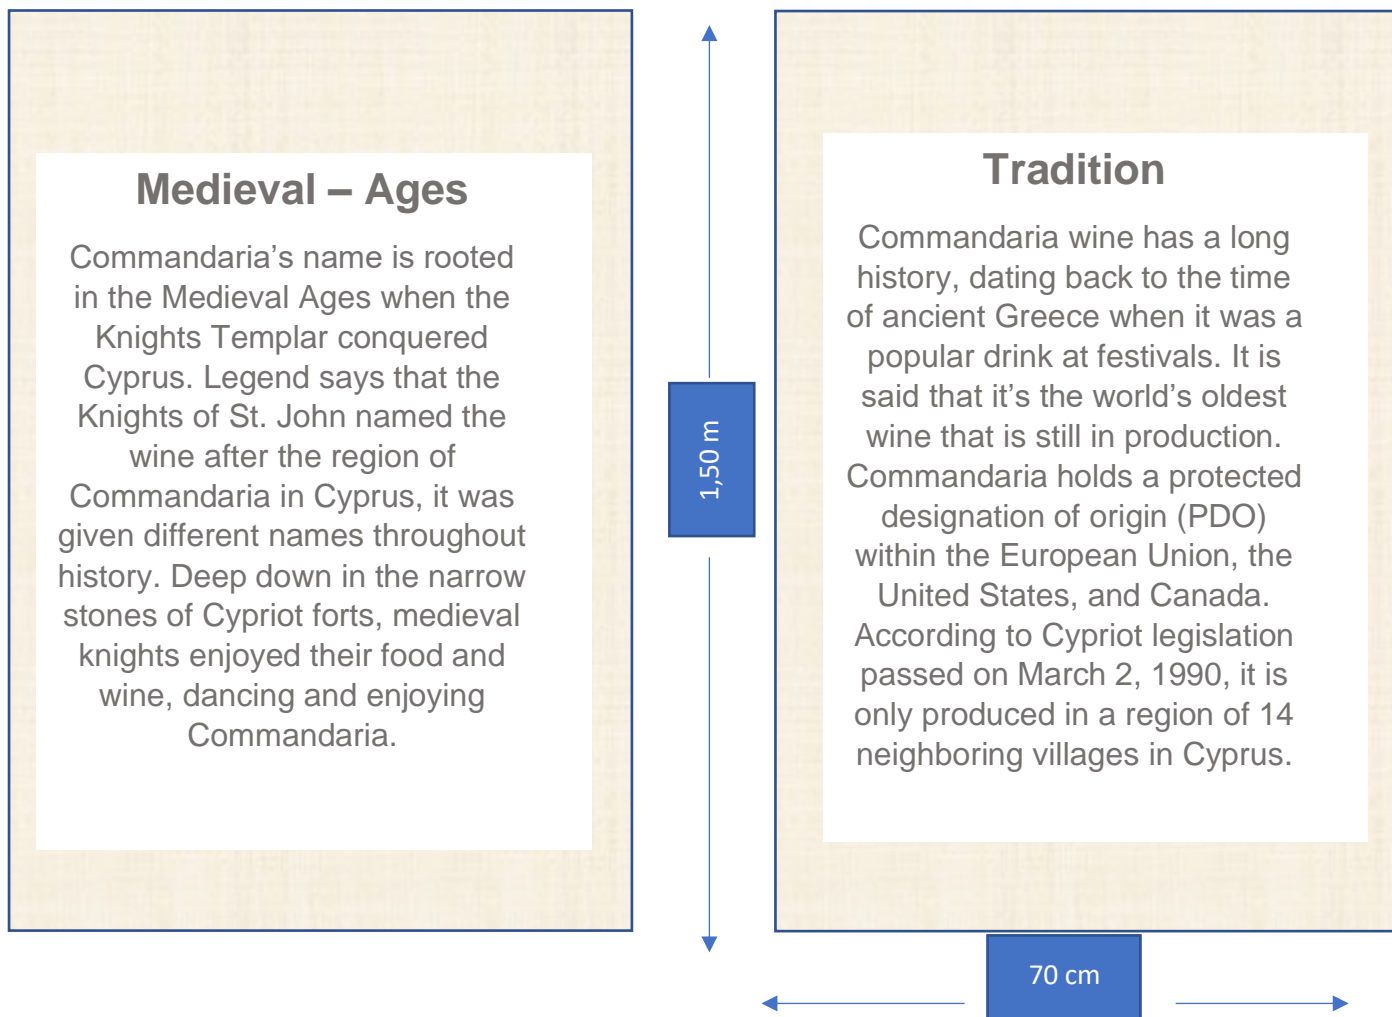 Medieval – Ages
Commandaria’s name is rooted
in the Medieval Ages when the
Knights Templar conquered
Cyprus. Legend says that the
Knights of St. John named the
wine after the region of
Commandaria in Cyprus, it was
given different names throughout
history. Deep down in the narrow
stones of Cypriot forts, medieval
knights enjoyed their food and
wine, dancing and enjoying
Commandaria.
1,50 m
Tradition
Commandaria wine has a long
history, dating back to the time
of ancient Greece when it was a
popular drink at festivals. It is
said that it’s the world’s oldest
wine that is still in production.
Commandaria holds a protected
designation of origin (PDO)
within the European Union, the
United States, and Canada.
According to Cypriot legislation
passed on March 2, 1990, it is
only produced in a region of 14
neighboring villages in Cyprus.
70 cm